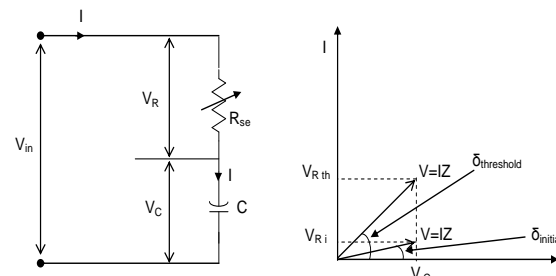 I
V_R
R_se
V_in
I
V_C
C
I
δ_threshold
V_R th
V=IZ
δ_initial
V_R i
V=IZ
V_C